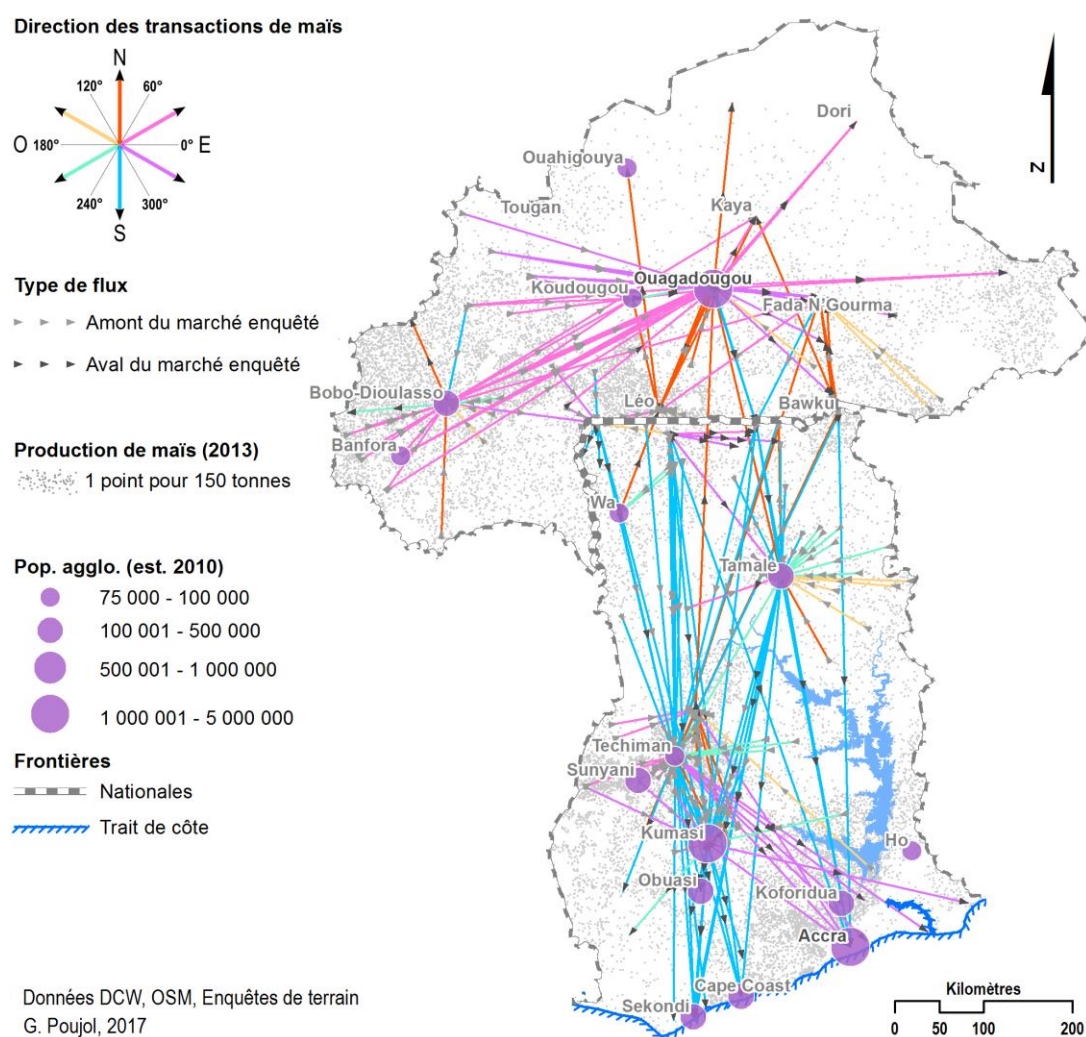 Direction des transactions de maïs
N
120°
60°
O
180°
0°
E
240°
300°
S
Type de flux
Amont du marché enquêté
Aval du marché enquêté
Production de maïs (2013)
1 point pour 150 tonnes
Pop. agglo. (est. 2010)
75 000 - 100 000
100 001 - 500 000
500 001 - 1 000 000
1 000 001 - 5 000 000
Frontières
Nationales
Trait de côte
Données DCW, OSM, Enquêtes de terrain
G. Poujol, 2017
N
Dori
Ouahigouya
Tougan
Kaya
Ouagadougou
Koudougou
Fada N'Gourma
Bobo-Dioulasso
Léo
Bawku
Banfora
Wa
Tamale
Techiman
Sunyani
Kumasi
Ho
Obuasi
Koforidua
Accra
Cape Coast
Sekondi
Kilomètres
0 50 100 200